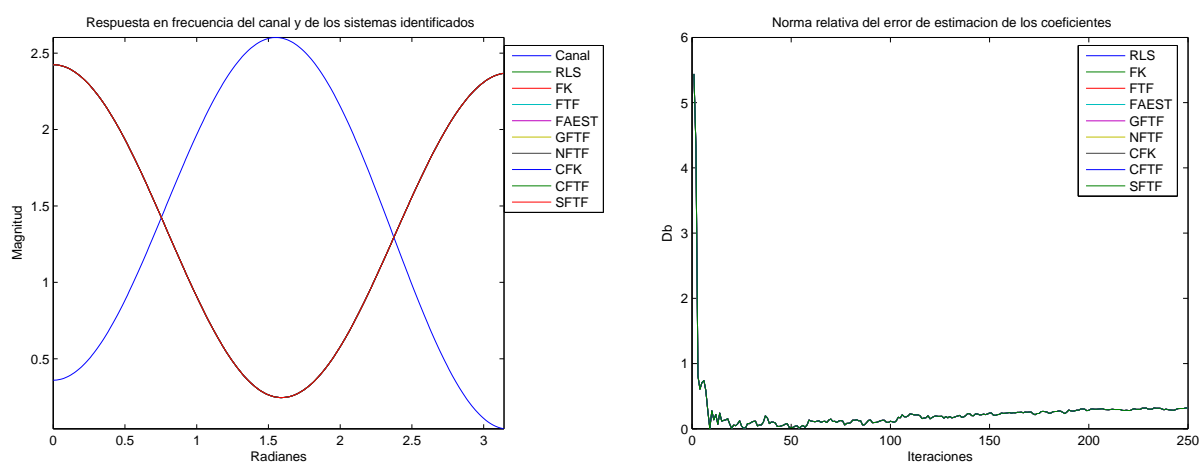 Respuesta en frecuencia del canal y de los sistemas identificados
Magnitud
2.5
2
1.5
1
0.5
0
0.5
1
1.5
2
2.5
3
Radianes
Canal
RLS
FK
FTF
FAEST
GFTF
NFTF
CFK
CFTF
SFTF
Norma relativa del error de estimacion de los coeficientes
Db
6
5
4
3
2
1
0
0
50
100
150
200
250
Iteraciones
RLS
FK
FTF
FAEST
GFTF
NFTF
CFK
CFTF
SFTF